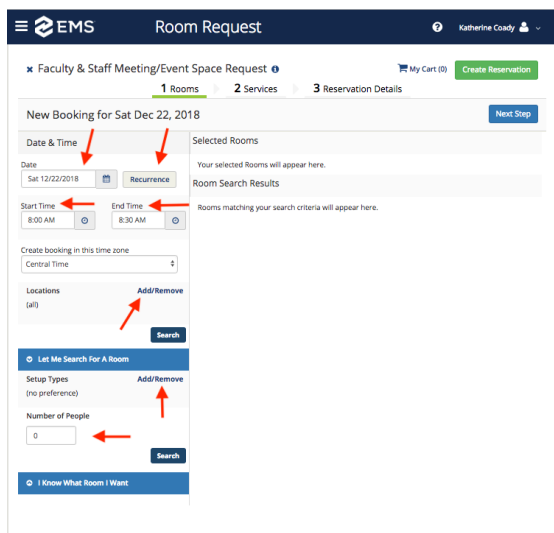 EMS Room Request Katherine Coady
Faculty & Staff Meeting/Event Space Request My Cart (0) Create Reservation
1 Rooms 2 Services 3 Reservation Details
New Booking for Sat Dec 22, 2018 Next Step
Date & Time Selected Rooms
Your selected Rooms will appear here.
Date
Sat 12/22/2018 Recurrence
Room Search Results
Start Time End Time
Rooms matching your search criteria will appear here.
8:00 AM 8:30 AM
Create booking in this time zone
Central Time
Locations Add/Remove
(all)
Search
Let Me Search For A Room
Setup Types Add/Remove
(no preference)
Number of People
0
Search
I Know What Room I Want